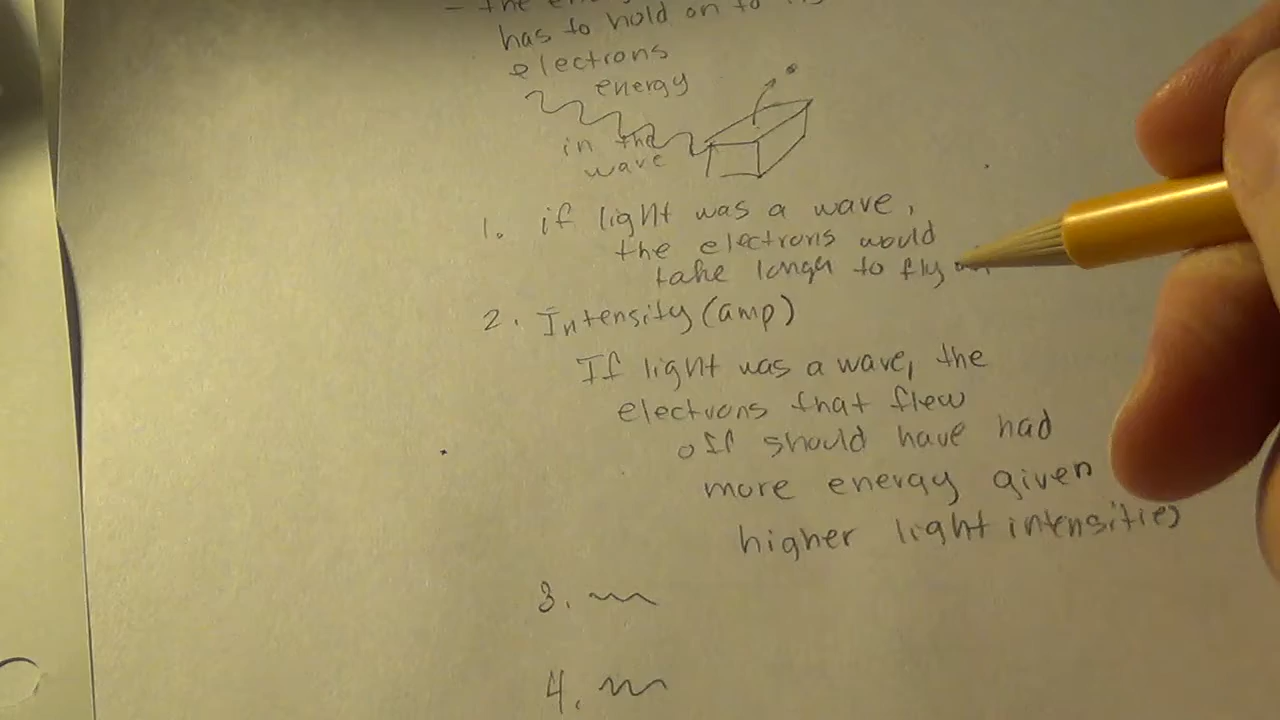 - the
has to hold on to
electrons
energy
in the
wave
1. if light was a wave,
the electrons would
take longer to fly
2. Intensity (amp)
If light was a wave, the
electrons that flew
off should have had
more energy given
higher light intensities
3.
4.